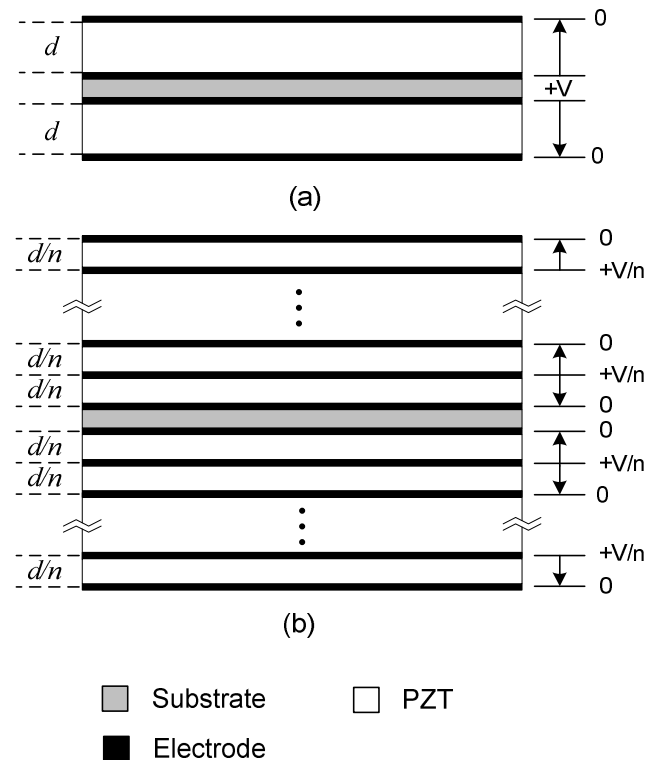 0
d
+V
d
0
(a)
d/n
0
+V/n
d/n
0
d/n
+V/n
0
0
d/n
+V/n
d/n
0
d/n
+V/n
0
(b)
Substrate
PZT
Electrode